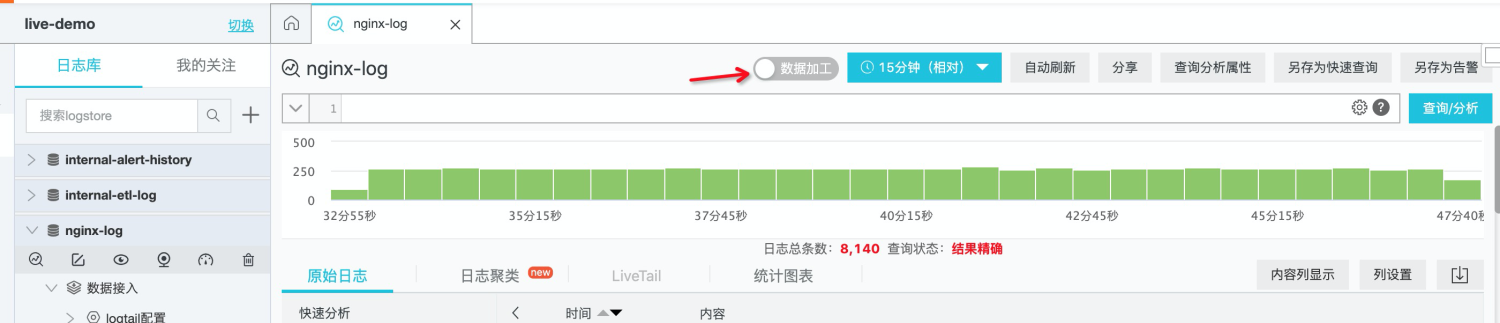 live-demo 切换
nginx-log
日志库 我的关注
搜索logstore
internal-alert-history
internal-etl-log
nginx-log
数据接入
logtail配置
nginx-log 数据加工 15分钟（相对） 自动刷新 分享 查询分析属性 另存为快速查询 另存为告警
1 ? 查询/分析
500
250
0
32分55秒 35分15秒 37分45秒 40分15秒 42分45秒 45分15秒 47分40秒
日志总条数：8,140 查询状态：结果精确
原始日志 日志聚类 new LiveTail 统计图表 内容列显示 列设置
快速分析 时间 内容